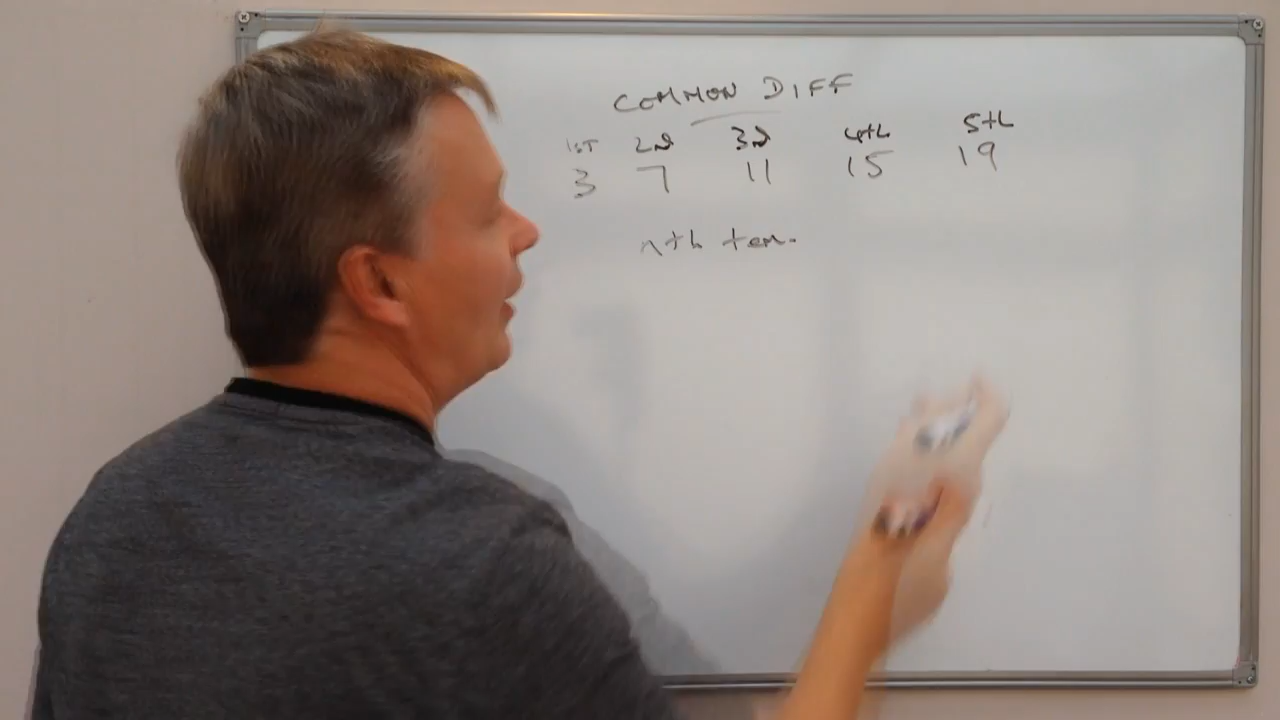 COMMON DIFF
1ST 2nd 3rd 4th 5th
3 7 11 15 19
nth term.